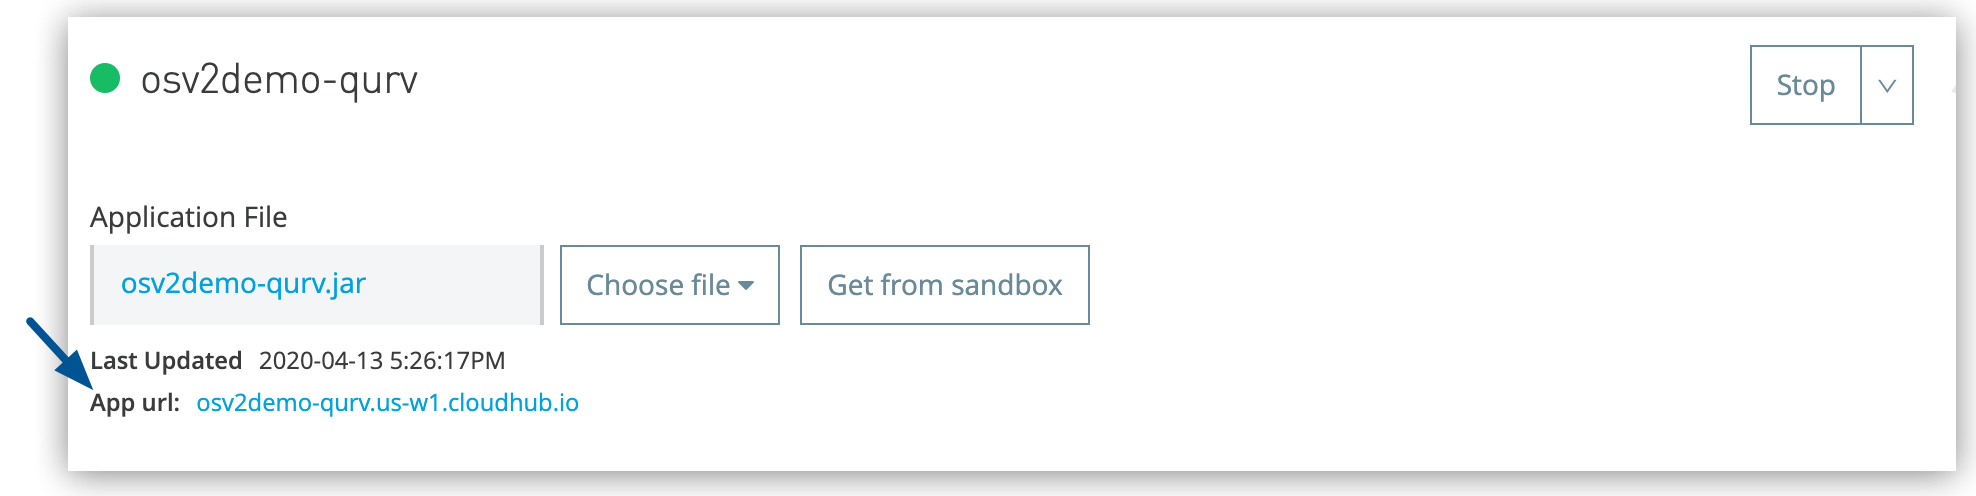 osv2demo-qurv
Stop
Application File
osv2demo-qurv.jar
Choose file
Get from sandbox
Last Updated 2020-04-13 5:26:17PM
App url: osv2demo-qurv.us-w1.cloudhub.io